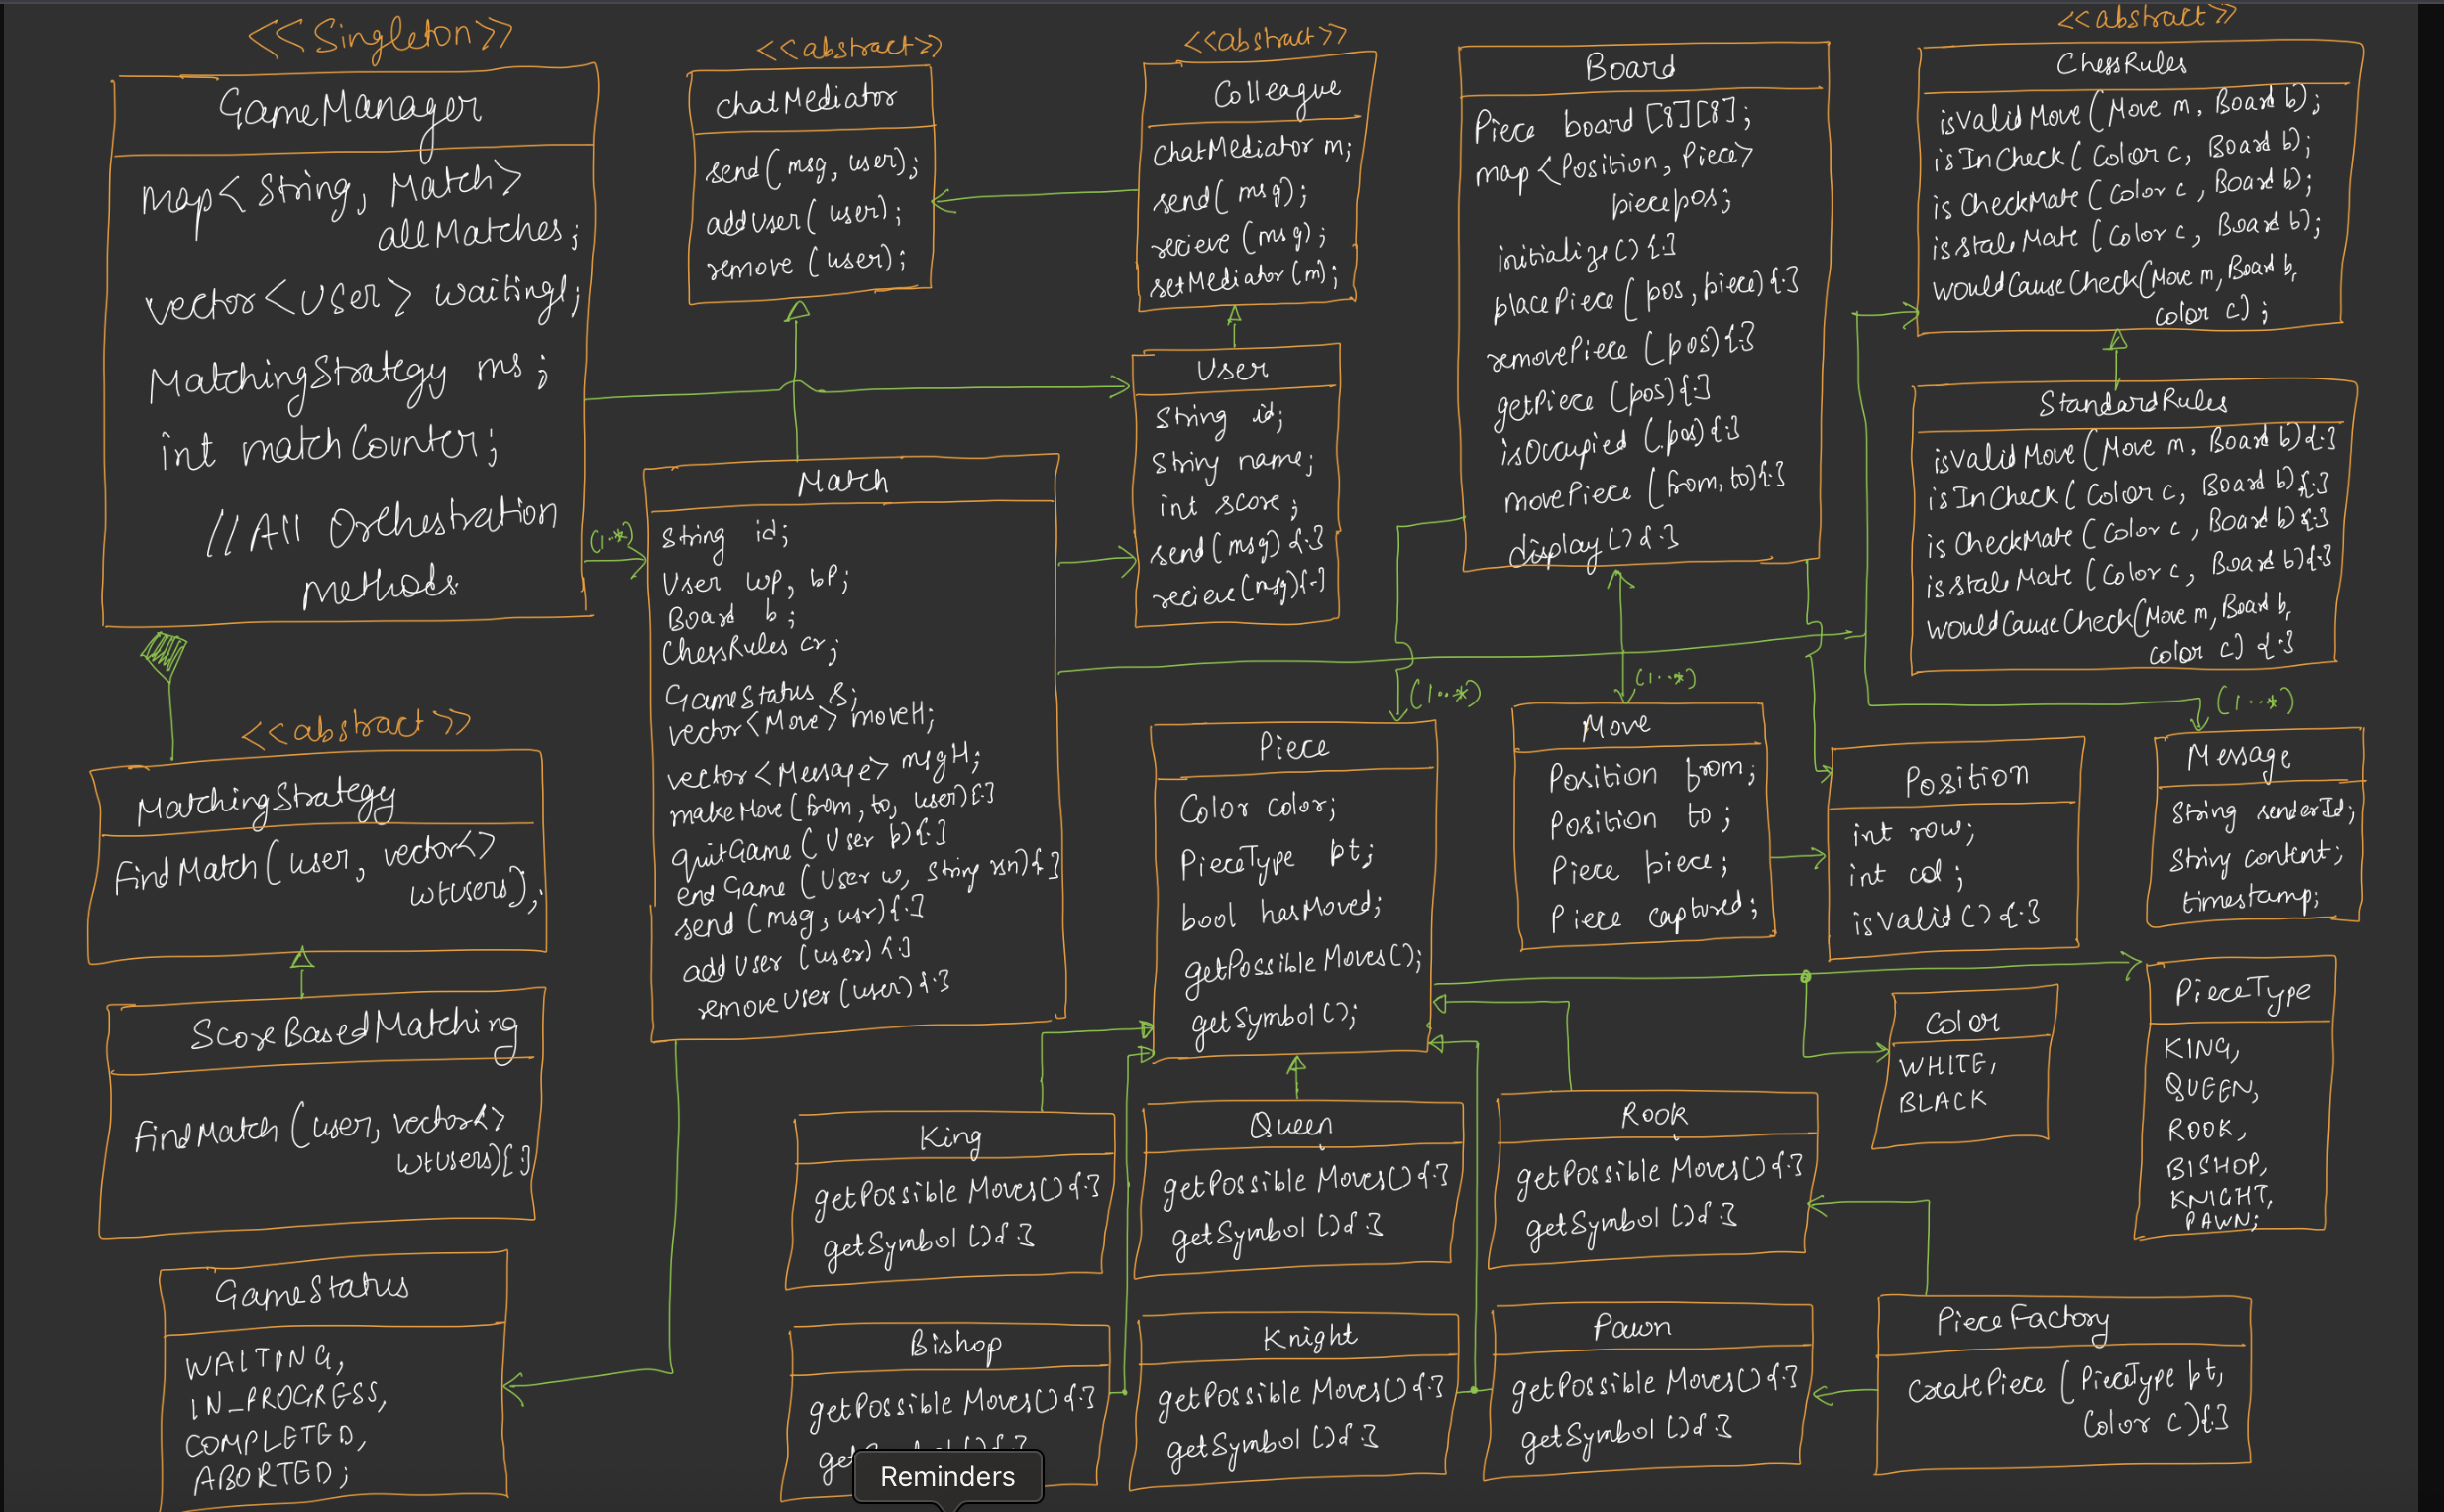 <<Singleton>>
GameManager
map<String, Match>
allMatches;
vector<User> waitingl;
MatchingStrategy ms;
int matchCounter;
//All Orchestration
methods
<<abstract>>
MatchingStrategy
findMatch(user, vector<>
wtusers);
ScoreBasedMatching
findMatch(user, vector<>
wtusers){.}
GameStatus
WAITING,
IN_PROGRESS,
COMPLETED,
ABORTED;
<<abstract>>
chatMediator
send(msg, user);
addUser(user);
remove(user);
<<abstract>>
Colleague
chatMediator m;
send(msg);
recieve(msg);
setMediator(m);
User
String id;
String name;
int score;
send(msg){.}
recieve(msg){.}
(1..*)
Match
String id;
User wP, bP;
Board b;
ChessRules cr;
GameStatus s;
vector<Move> moveH;
vector<Message> msgH;
makeMove(from, to, user){.}
quitGame(User p){.}
endGame(User w, String rsn){.}
send(msg, usr){.}
addUser(user){.}
removeUser(user){.}
Board
Piece board[8][8];
map<Position, Piece>
piecepos;
initialize(){.}
placePiece(pos, piece){.}
removePiece(pos){.}
getPiece(pos){.}
isOccupied(pos){.}
movePiece(from, to){.}
display(){.}
<<abstract>>
ChessRules
isValidMove(Move m, Board b);
isInCheck(Color c, Board b);
isCheckMate(Color c, Board b);
isStaleMate(Color c, Board b);
wouldCauseCheck(Move m, Board b,
color c);
StandardRules
isValidMove(Move m, Board b){.}
isInCheck(Color c, Board b){.}
isCheckMate(Color c, Board b){.}
isStaleMate(Color c, Board b){.}
wouldCauseCheck(Move m, Board b,
color c){.}
(1..*)
(1..*)
(1..*)
Piece
Color color;
PieceType pt;
bool hasMoved;
getPossibleMoves();
getSymbol();
Move
Position from;
Position to;
Piece piece;
Piece captured;
Position
int row;
int col;
isValid(){.}
Message
String senderId;
String content;
timestamp;
Color
WHITE,
BLACK
PieceType
KING,
QUEEN,
ROOK,
BISHOP,
KNIGHT,
PAWN;
King
getPossibleMoves(){.}
getSymbol(){.}
Queen
getPossibleMoves(){.}
getSymbol(){.}
Rook
getPossibleMoves(){.}
getSymbol(){.}
Bishop
getPossibleMoves(){.}
Knight
getPossibleMoves(){.}
getSymbol(){.}
Pawn
getPossibleMoves(){.}
getSymbol(){.}
PieceFactory
createPiece(PieceType pt,
Color c){.}
Reminders